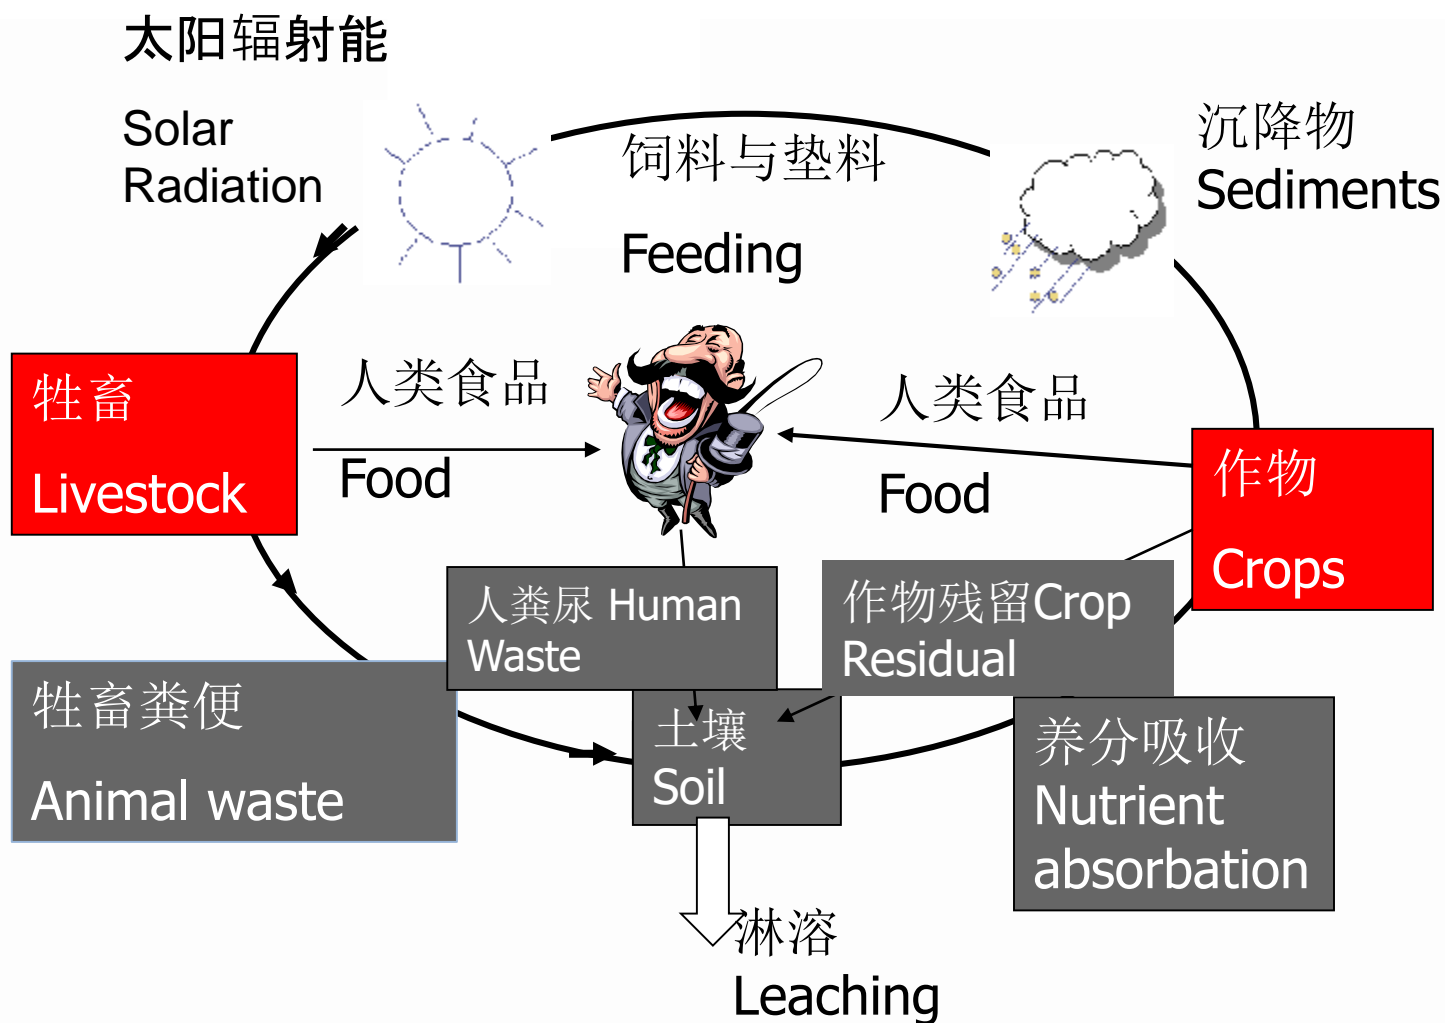 太阳辐射能
Solar
Radiation
饲料与垫料
Feeding
沉降物
Sediments
牲畜
Livestock
人类食品
Food
人类食品
Food
作物
Crops
人粪尿 Human
Waste
作物残留Crop
Residual
牲畜粪便
Animal waste
土壤
Soil
养分吸收
Nutrient
absorbation
淋溶
Leaching